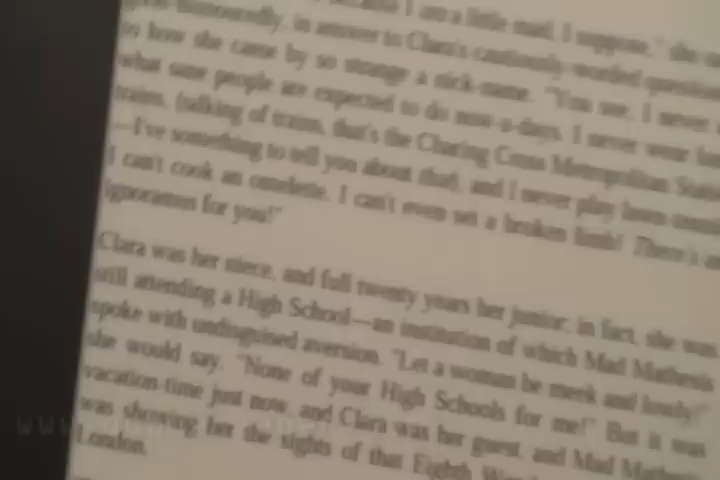 because I am a little mad, I suppose," she
good-humouredly, in answer to Clara's cautiously-worded question
to how she came by so strange a nick-name. "You see, I never
what sane people are expected to do now-a-days. I never wear
trains, (talking of trains, that's the Charing Cross Metropolitan
—I've something to tell you about that), and I never play lawn-tennis
I can't cook an omelette. I can't even set a broken limb! There's an
ignoramus for you!"
Clara was her niece, and full twenty years her junior; in fact, she was
still attending a High School—an institution of which Mad Mathesis
spoke with undisguised aversion. "Let a woman be meek and lowly!"
she would say. "None of your High Schools for me!" But it was
vacation-time just now, and Clara was her guest, and Mad
was showing her the sights of that Eighth
London,